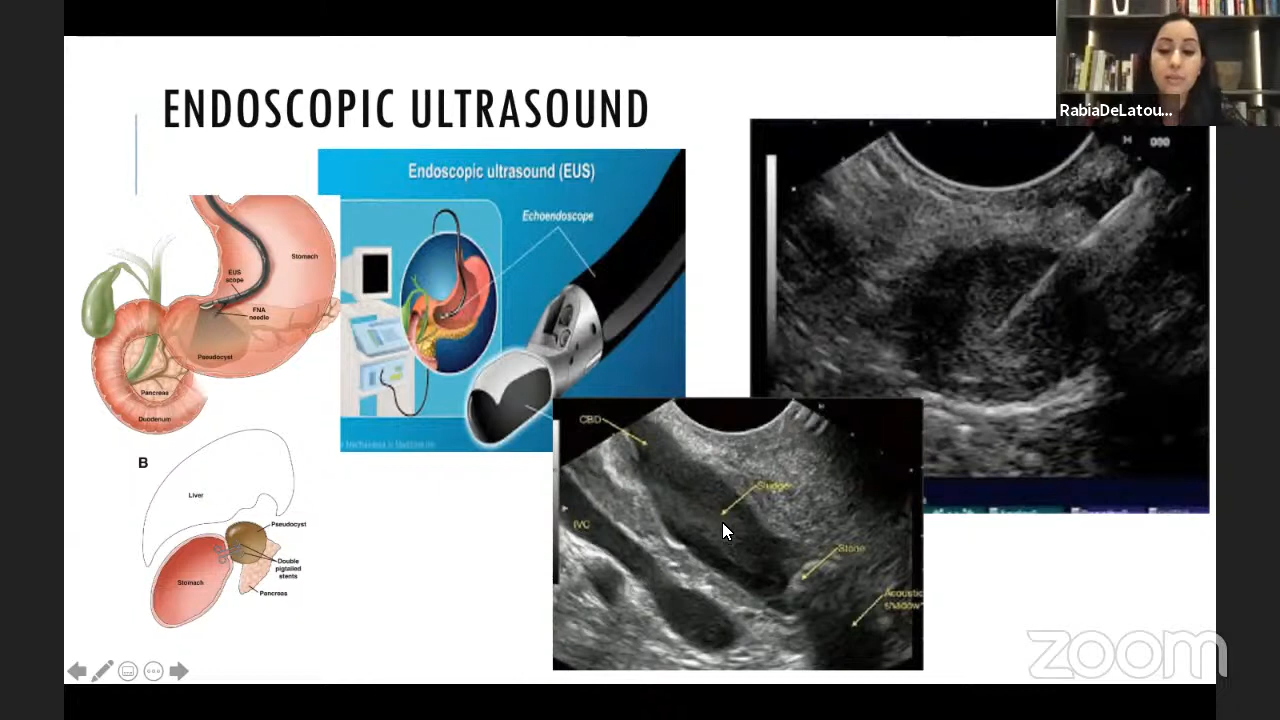 RabiaDeLatou...
ENDOSCOPIC ULTRASOUND
Endoscopic ultrasound (EUS)
Echoendoscope
Stomach
EUS
scope
FNA
needle
Pseudocyst
Pancreas
Duodenum
B
Liver
Pseudocyst
Double
pigtailed
stents
Stomach
Pancreas
CBD
Sludge
IVC
Stone
Acoustic
shadow
zoom